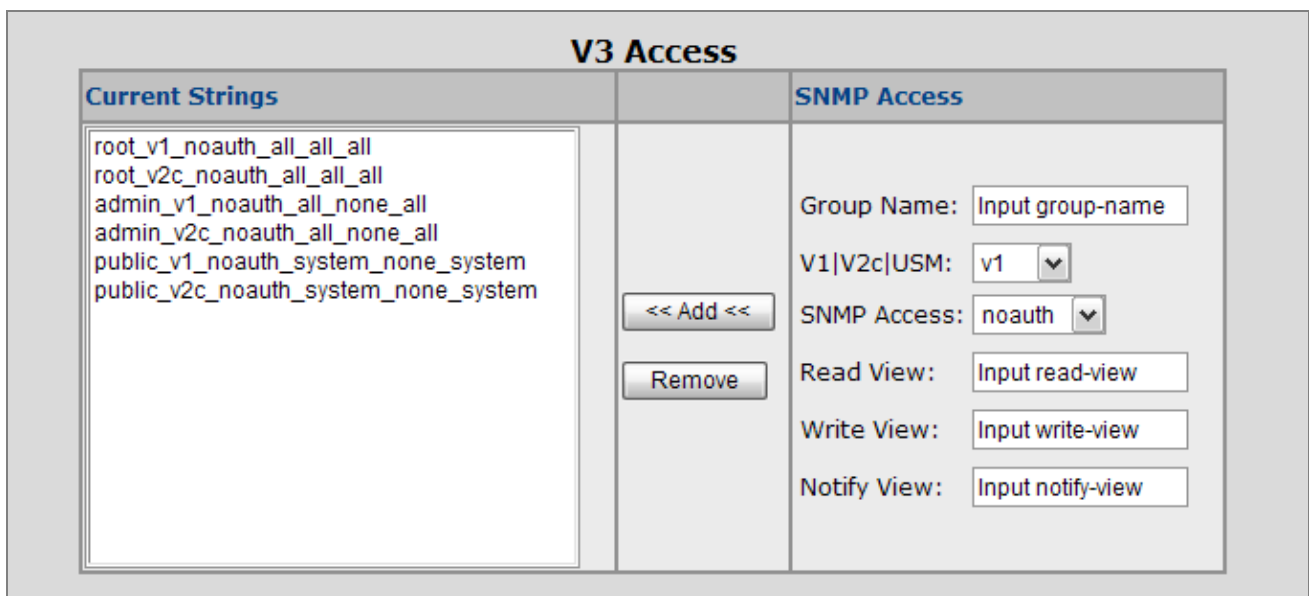 V3 Access
Current Strings
SNMP Access
root_v1_noauth_all_all_all
root_v2c_noauth_all_all_all
admin_v1_noauth_all_none_all
admin_v2c_noauth_all_none_all
public_v1_noauth_system_none_system
public_v2c_noauth_system_none_system
<< Add <<
Remove
Group Name: Input group-name
V1|V2c|USM: v1
SNMP Access: noauth
Read View: Input read-view
Write View: Input write-view
Notify View: Input notify-view